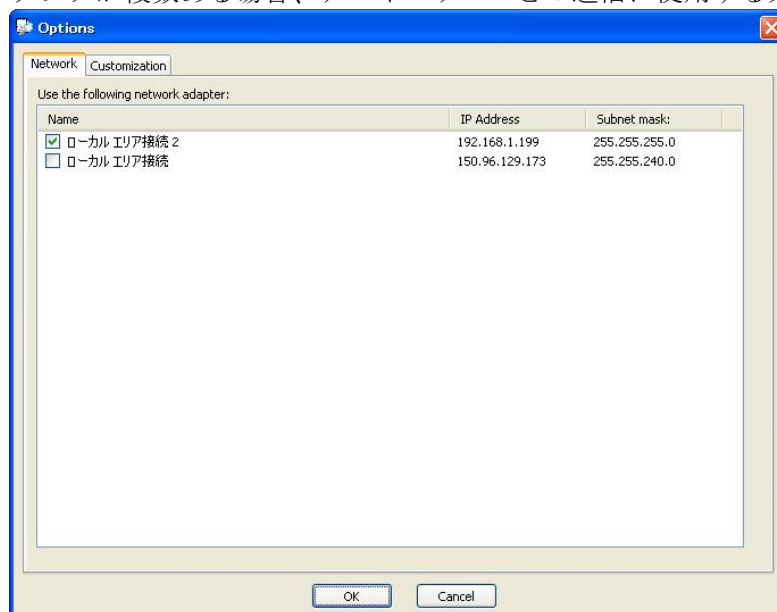 Options
Network Customization
Use the following network adapter:
Name IP Address Subnet mask:
ローカル エリア接続 2 192.168.1.199 255.255.255.0
ローカル エリア接続 150.96.129.173 255.255.240.0
OK Cancel